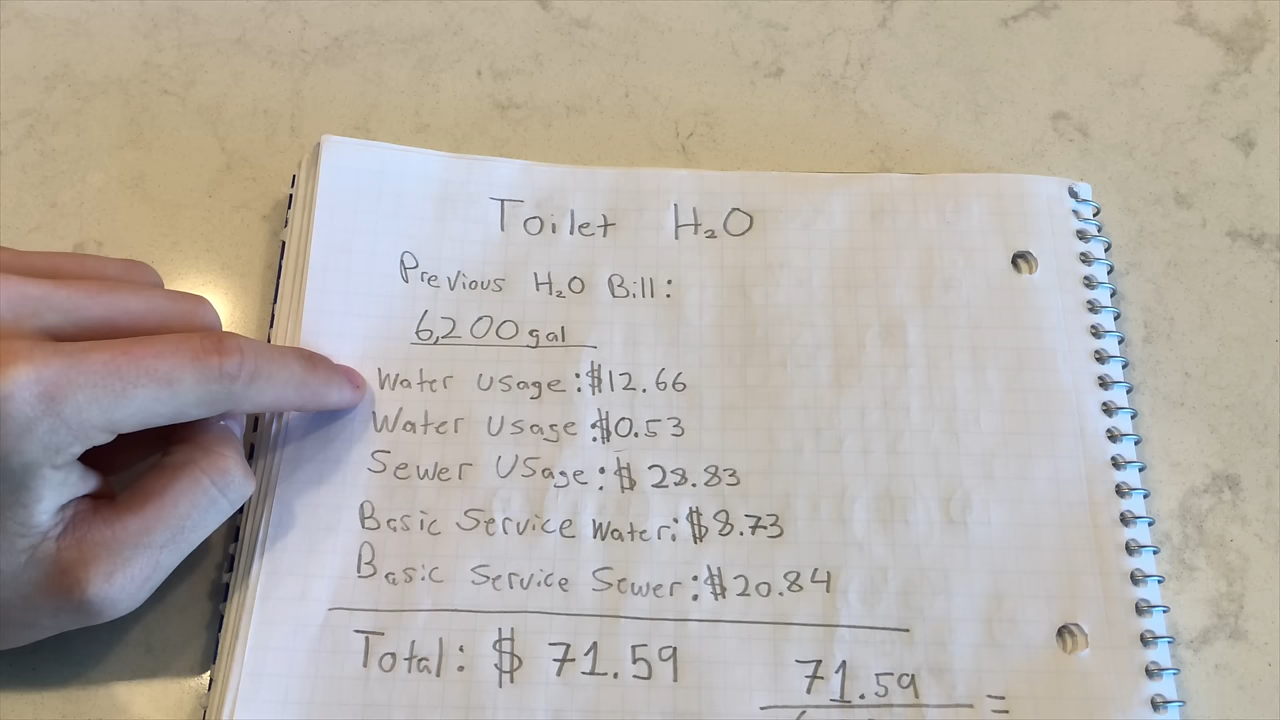 Toilet H₂O
Previous H₂O Bill:
6,200 gal
Water Usage: $12.66
Water Usage: $0.53
Sewer Usage: $28.83
Basic Service Water: $8.73
Basic Service Sewer: $20.84
Total: $71.59
71.59 =